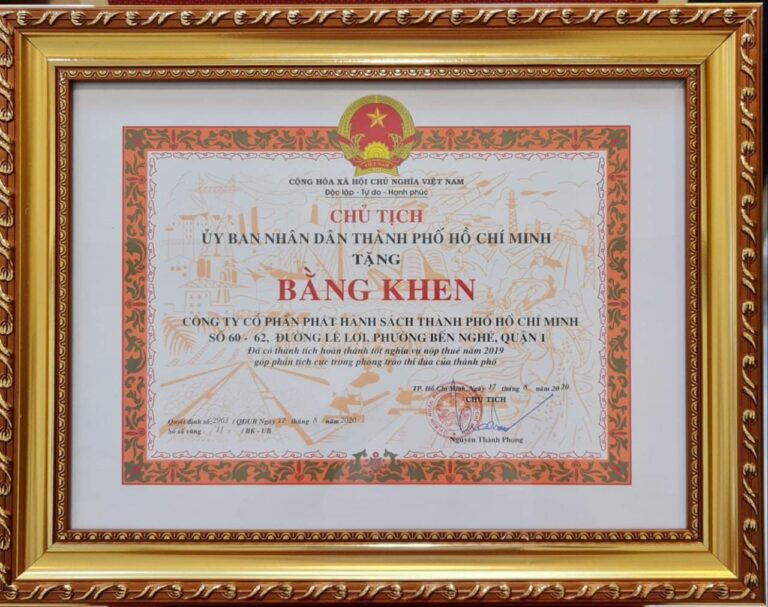 VIỆT NAM
CỘNG HÒA XÃ HỘI CHỦ NGHĨA VIỆT NAM
Độc lập - Tự do - Hạnh phúc
CHỦ TỊCH
ỦY BAN NHÂN DÂN THÀNH PHỐ HỒ CHÍ MINH
TẶNG
BẰNG KHEN
CÔNG TY CỔ PHẦN PHÁT HÀNH SÁCH THÀNH PHỐ HỒ CHÍ MINH
SỐ 60 - 62, ĐƯỜNG LÊ LỢI, PHƯỜNG BẾN NGHÉ, QUẬN 1
Đã có thành tích hoàn thành tốt nghĩa vụ nộp thuế năm 2019
góp phần tích cực trong phong trào thi đua của thành phố
TP. Hồ Chí Minh, Ngày 17 tháng 8 năm 2020
CHỦ TỊCH
Quyết định số: 2963 / QĐUB Ngày 17 tháng 8 năm 2020
Số sổ vàng : 11 - / BK - UB
Nguyễn Thành Phong